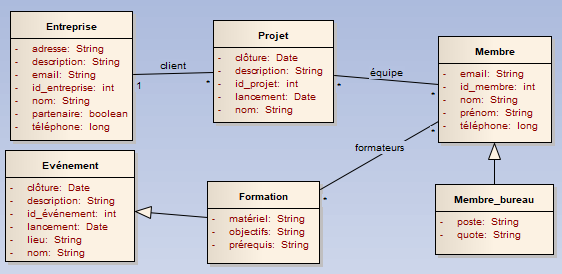 Entreprise
- adresse: String
- description: String
- email: String
- id_entreprise: int
- nom: String
- partenaire: boolean
- téléphone: long
client
1
*
Projet
- clôture: Date
- description: String
- id_projet: int
- lancement: Date
- nom: String
équipe
*
*
Membre
- email: String
- id_membre: int
- nom: String
- prénom: String
- téléphone: long
formateurs
*
*
Evénement
- clôture: Date
- description: String
- id_événement: int
- lancement: Date
- lieu: String
- nom: String
Formation
- matériel: String
- objectifs: String
- prérequis: String
Membre_bureau
- poste: String
- quote: String